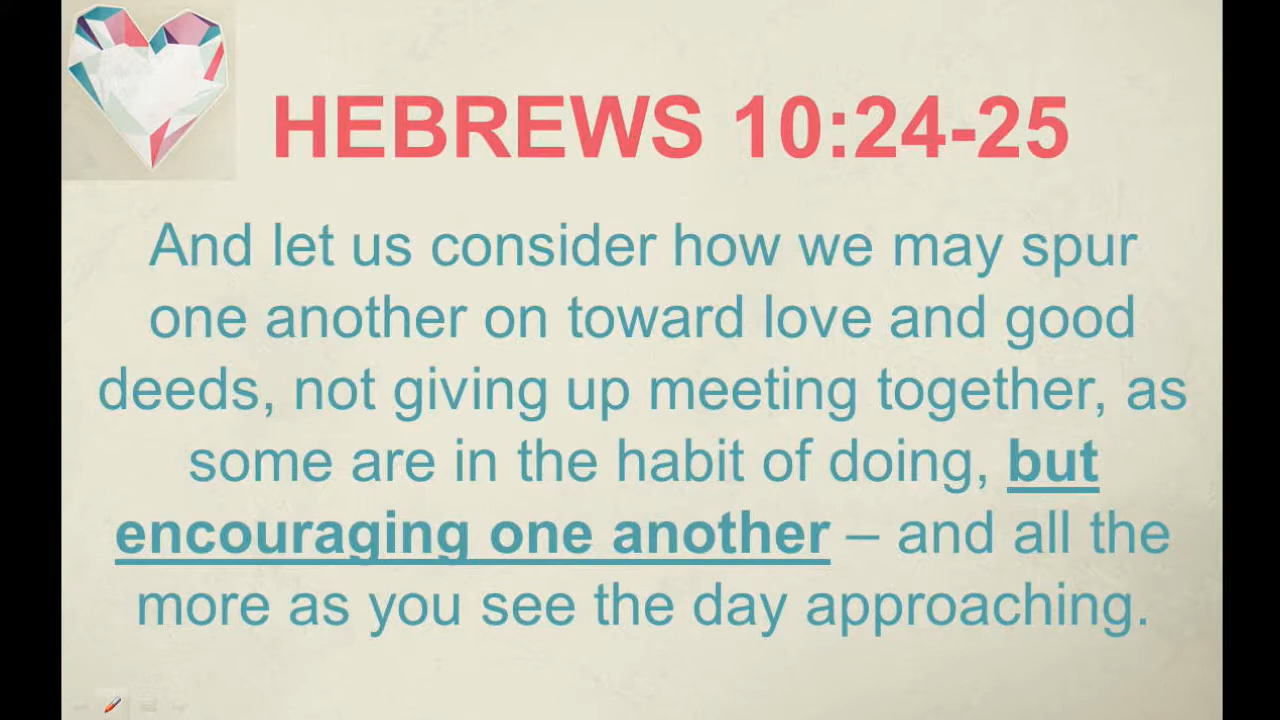 HEBREWS 10:24-25
And let us consider how we may spur
one another on toward love and good
deeds, not giving up meeting together, as
some are in the habit of doing, but
encouraging one another – and all the
more as you see the day approaching.